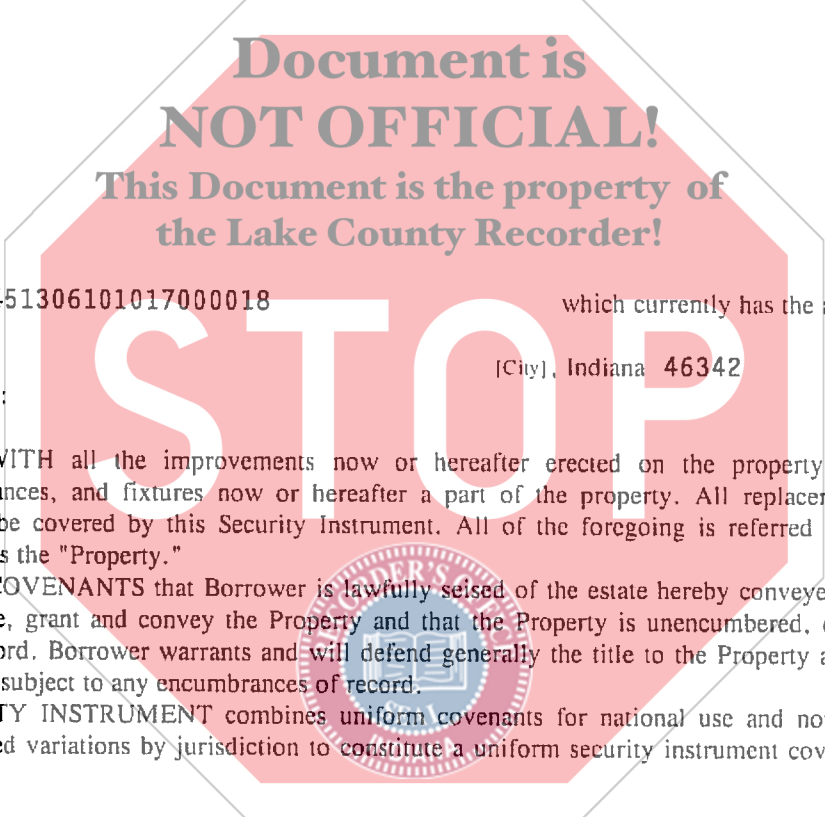 Document is
NOT OFFICIAL!
This Document is the property of
the Lake County Recorder!
STOP
51306101017000018 which currently has the
[City], Indiana 46342
:
WITH all the improvements now or hereafter erected on the property
nces, and fixtures now or hereafter a part of the property. All replacem
be covered by this Security Instrument. All of the foregoing is referred
s the "Property."
COVENANTS that Borrower is lawfully seised of the estate hereby conveye
e, grant and convey the Property and that the Property is unencumbered,
ord. Borrower warrants and will defend generally the title to the Property a
subject to any encumbrances of record.
TY INSTRUMENT combines uniform covenants for national use and no
ed variations by jurisdiction to constitute a uniform security instrument cov
SEAL
INDIANA